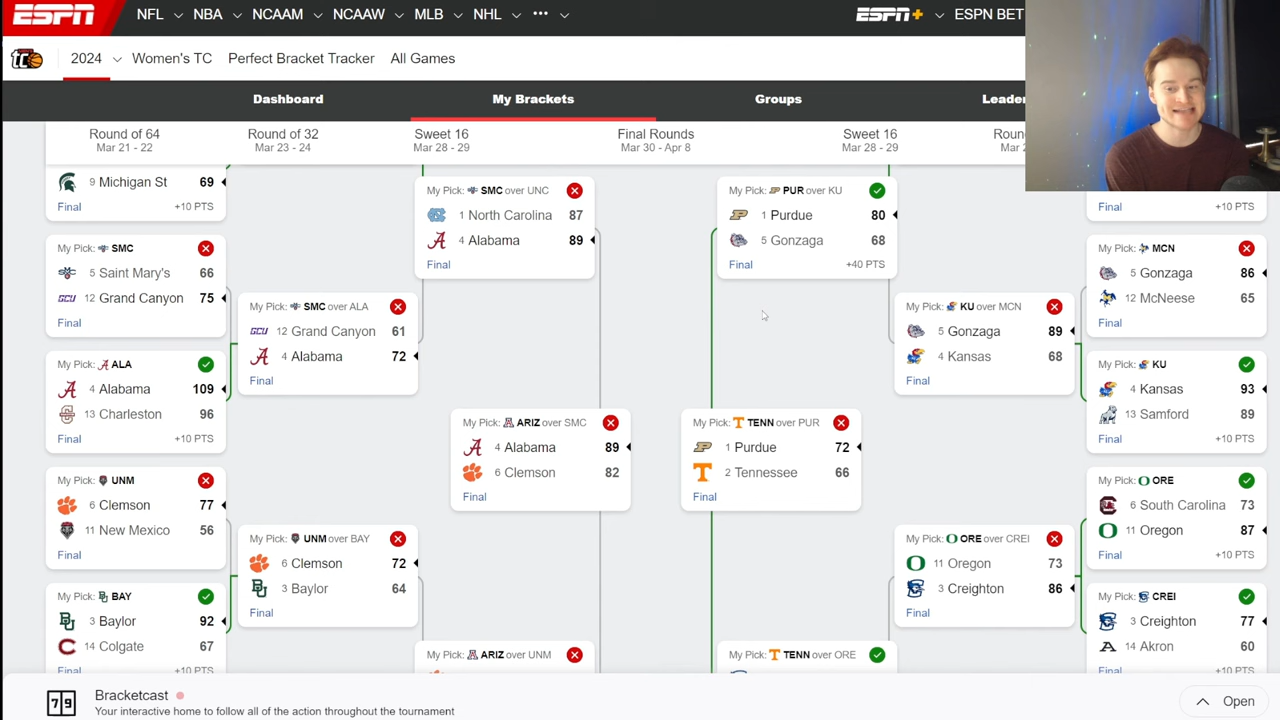 ESPN NFL NBA NCAAM NCAAW MLB NHL ••• ESPN+ ESPN BET
TC 2024 Women's TC Perfect Bracket Tracker All Games
Dashboard My Brackets Groups Leader
Round of 64 Round of 32 Sweet 16 Final Rounds Sweet 16
Mar 21 - 22 Mar 23 - 24 Mar 28 - 29 Mar 30 - Apr 8 Mar 28 - 29
9 Michigan St 69
Final +10 PTS
My Pick: SMC
5 Saint Mary's 66
GCU 12 Grand Canyon 75
Final
My Pick: ALA
4 Alabama 109
13 Charleston 96
Final +10 PTS
My Pick: UNM
6 Clemson 77
11 New Mexico 56
Final
My Pick: BAY
3 Baylor 92
14 Colgate 67
Final +10 PTS
My Pick: SMC over ALA
GCU 12 Grand Canyon 61
4 Alabama 72
Final
My Pick: UNM over BAY
6 Clemson 72
3 Baylor 64
Final
My Pick: SMC over UNC
1 North Carolina 87
4 Alabama 89
Final
My Pick: ARIZ over SMC
4 Alabama 89
6 Clemson 82
Final
My Pick: ARIZ over UNM
My Pick: PUR over KU
1 Purdue 80
5 Gonzaga 68
Final +40 PTS
My Pick: TENN over PUR
1 Purdue 72
2 Tennessee 66
Final
My Pick: TENN over ORE
My Pick: KU over MCN
5 Gonzaga 89
4 Kansas 68
Final
My Pick: ORE over CREI
11 Oregon 73
3 Creighton 86
Final
Final +10 PTS
My Pick: MCN
5 Gonzaga 86
12 McNeese 65
Final
My Pick: KU
4 Kansas 93
13 Samford 89
Final +10 PTS
My Pick: ORE
6 South Carolina 73
11 Oregon 87
Final +10 PTS
My Pick: CREI
3 Creighton 77
14 Akron 60
Final +10 PTS
79 Bracketcast
Your interactive home to follow all of the action throughout the tournament
Open